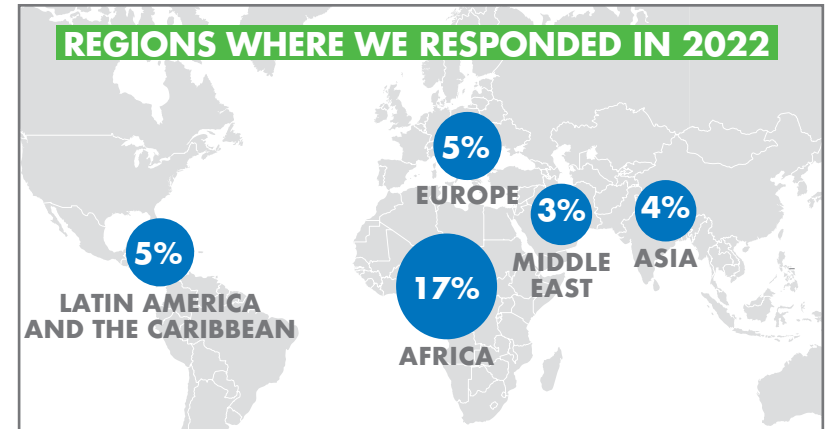 REGIONS WHERE WE RESPONDED IN 2022
5%
EUROPE
3%
MIDDLE
EAST
4%
ASIA
5%
LATIN AMERICA
AND THE CARIBBEAN
17%
AFRICA